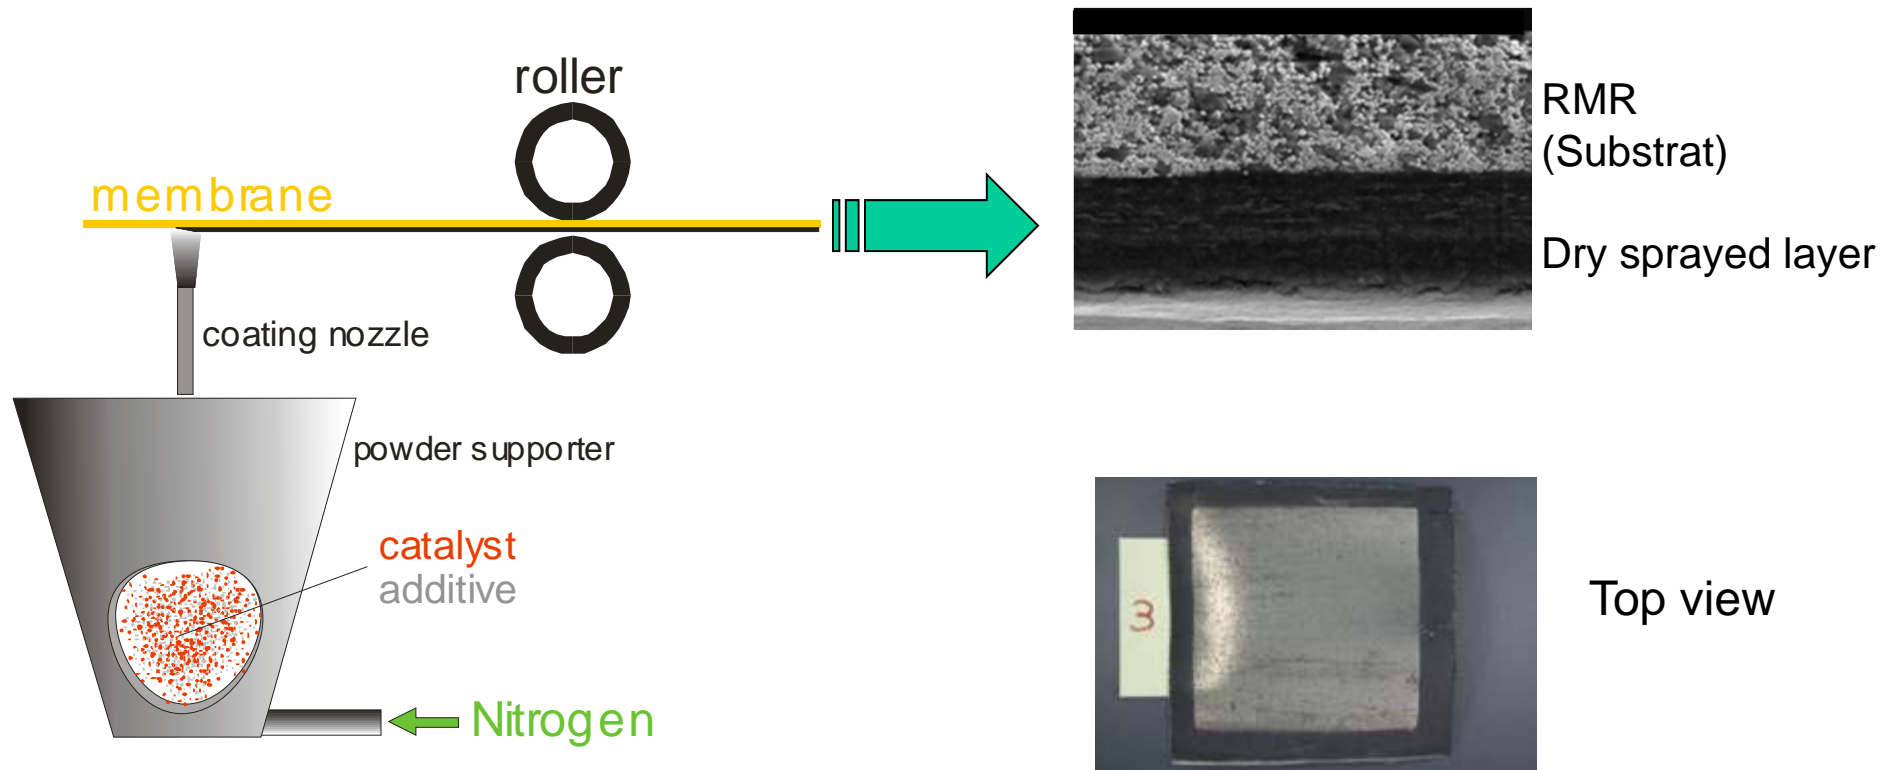 roller
membrane
coating nozzle
powder supporter
catalyst
additive
Nitrogen
RMR
(Substrat)
Dry sprayed layer
3
Top view